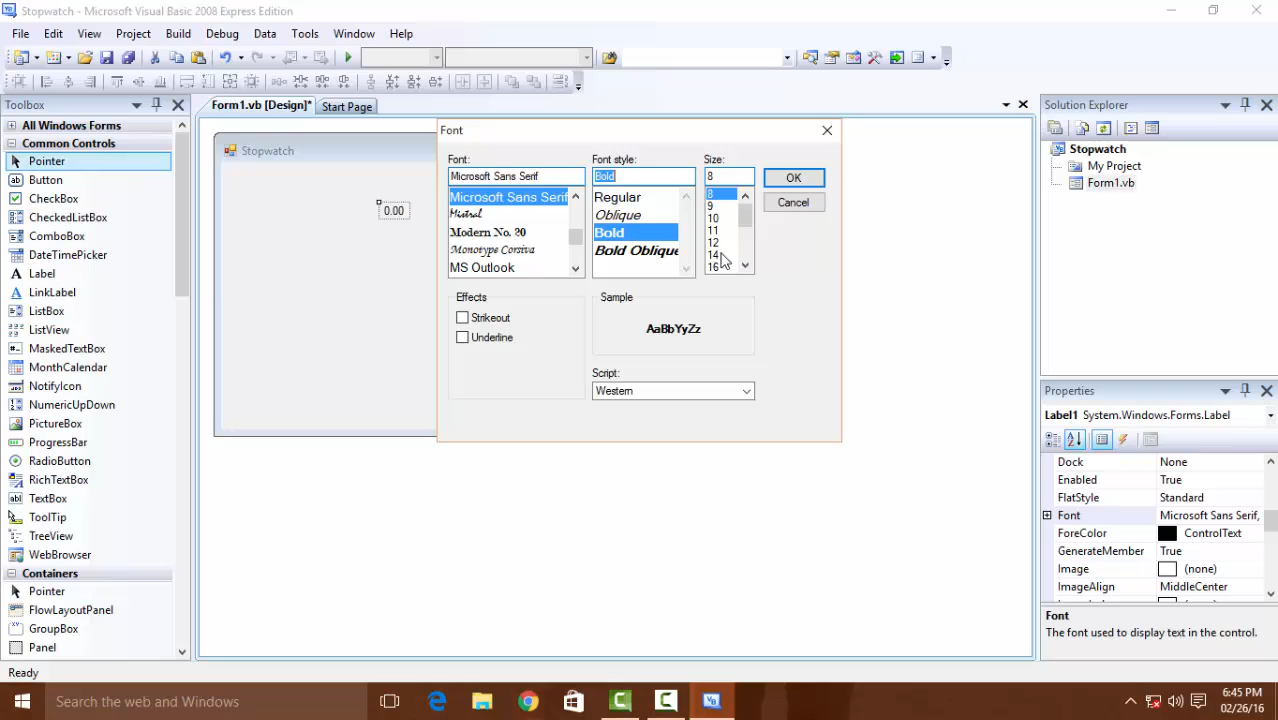 Stopwatch - Microsoft Visual Basic 2008 Express Edition
File Edit View Project Build Debug Data Tools Window Help
Toolbox
All Windows Forms
Common Controls
Pointer
Button
CheckBox
CheckedListBox
ComboBox
DateTimePicker
Label
LinkLabel
ListBox
ListView
MaskedTextBox
MonthCalendar
NotifyIcon
NumericUpDown
PictureBox
ProgressBar
RadioButton
RichTextBox
TextBox
ToolTip
TreeView
WebBrowser
Containers
Pointer
FlowLayoutPanel
GroupBox
Panel
Form1.vb [Design]* Start Page
Stopwatch
0.00
Font
Font:
Microsoft Sans Serif
Microsoft Sans Serif
Mistral
Modern No. 20
Monotype Corsiva
MS Outlook
Font style:
Bold
Regular
Oblique
Bold
Bold Oblique
Size:
8
8
9
10
11
12
14
16
OK
Cancel
Effects
Strikeout
Underline
Sample
AaBbYyZz
Script:
Western
Solution Explorer
Stopwatch
My Project
Form1.vb
Properties
Label1 System.Windows.Forms.Label
Dock None
Enabled True
FlatStyle Standard
Font Microsoft Sans Serif,
ForeColor ControlText
GenerateMember True
Image (none)
ImageAlign MiddleCenter
Font
The font used to display text in the control.
Ready
Search the web and Windows
6:45 PM
02/26/16